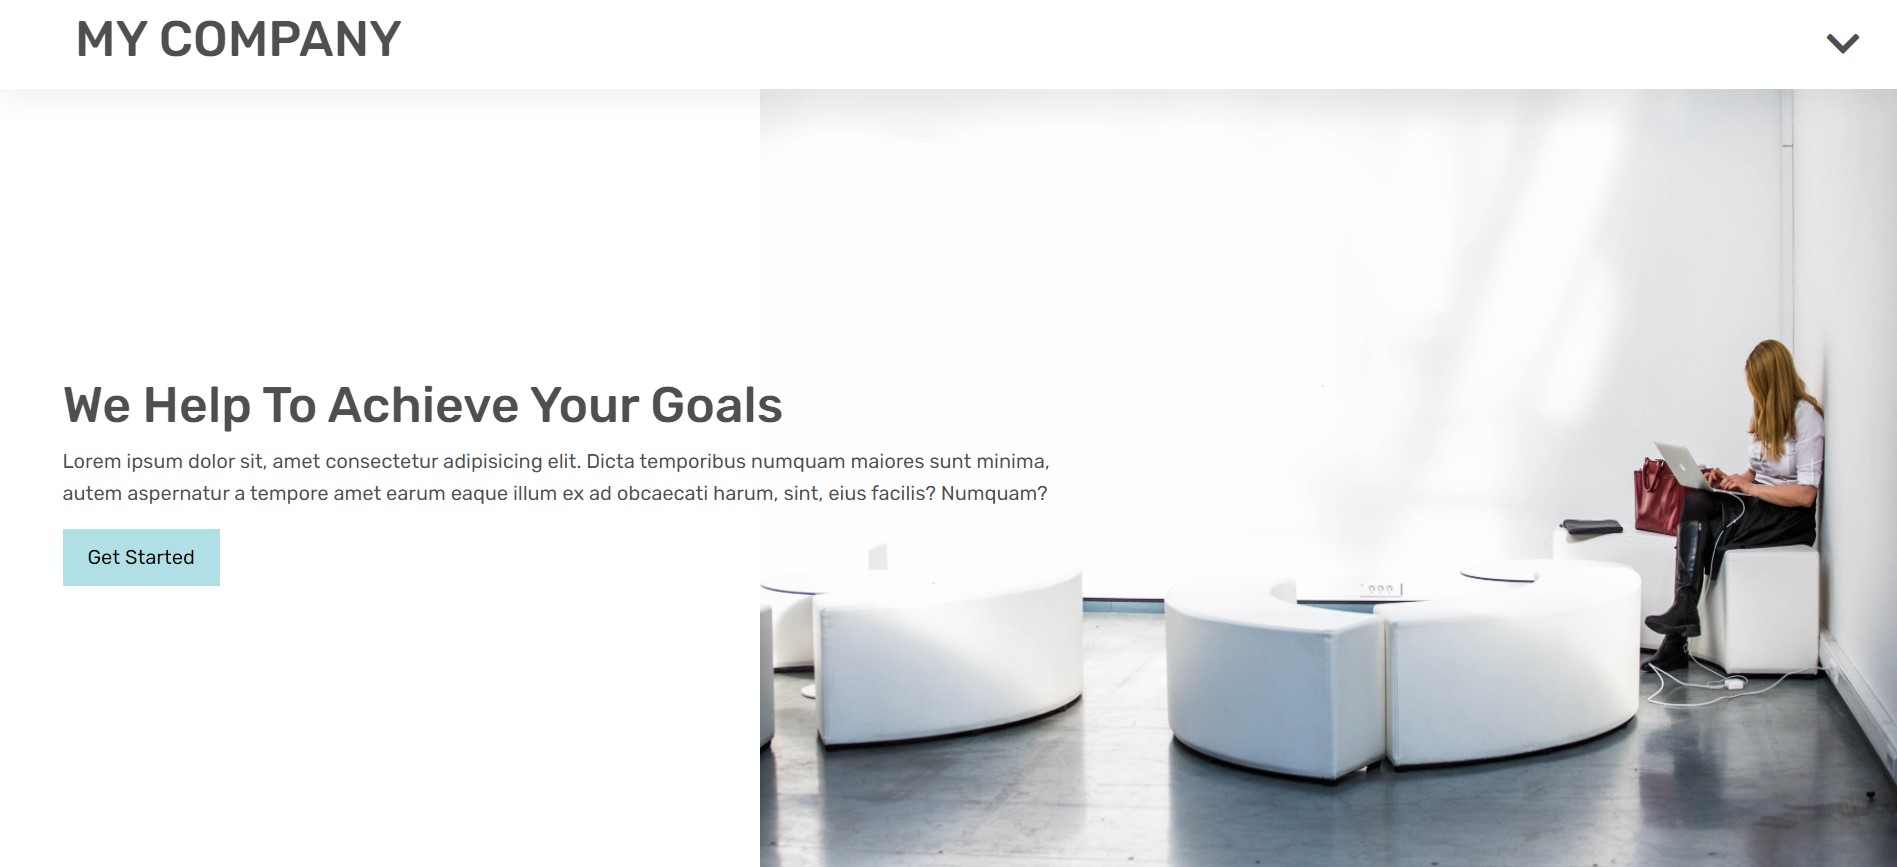 MY COMPANY
We Help To Achieve Your Goals
Lorem ipsum dolor sit, amet consectetur adipisicing elit. Dicta temporibus numquam maiores sunt minima,
autem aspernatur a tempore amet earum eaque illum ex ad obcaecati harum, sint, eius facilis? Numquam?
Get Started